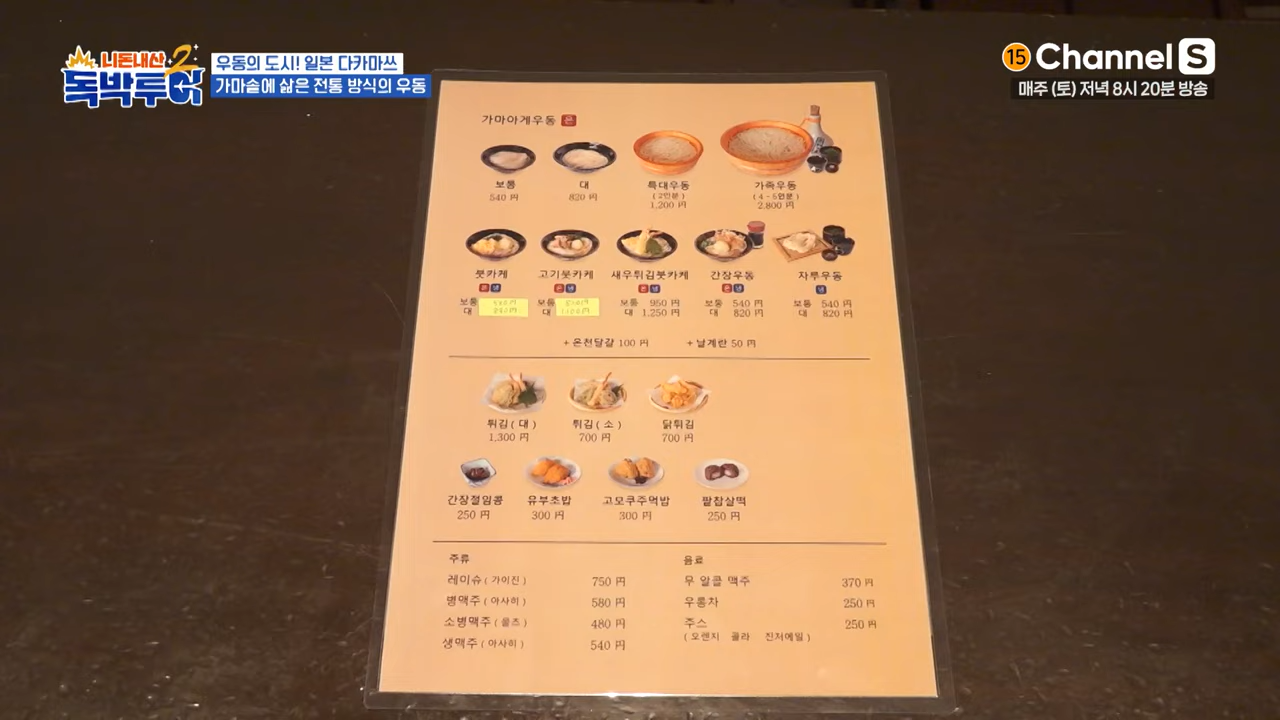 니돈내산
독박투어2
우동의 도시! 일본 다카마쓰
가마솥에 삶은 전통 방식의 우동
15 Channel S
매주 (토) 저녁 8시 20분 방송
가마아게우동 온
보통 대 특대우동 가족우동
(2인분) (4-5인분)
540 円 820 円 1,200 円 2,800 円
붓카케 고기붓카케 새우튀김붓카케 간장우동 자루우동
온 냉 온 냉 온 냉 온 냉 냉
보통 보통 보통 950 円 보통 540 円 보통 540 円
대 대 대 1,250 円 대 820 円 대 820 円
+ 온천달걀 100 円 + 날계란 50 円
튀김 ( 대 ) 튀김 ( 소 ) 닭튀김
1,300 円 700 円 700 円
간장절임콩 유부초밥 고모쿠주먹밥 팥찹살떡
250 円 300 円 300 円 250 円
주류 음료
레이슈 ( 가이진 ) 750 円 무 알콜 맥주 370 円
병맥주 ( 아사히 ) 580 円 우롱차 250 円
소병맥주 ( 몰즈 ) 480 円 주스 250 円
( 오렌지 콜라 진저에일 )
생맥주 ( 아사히 ) 540 円